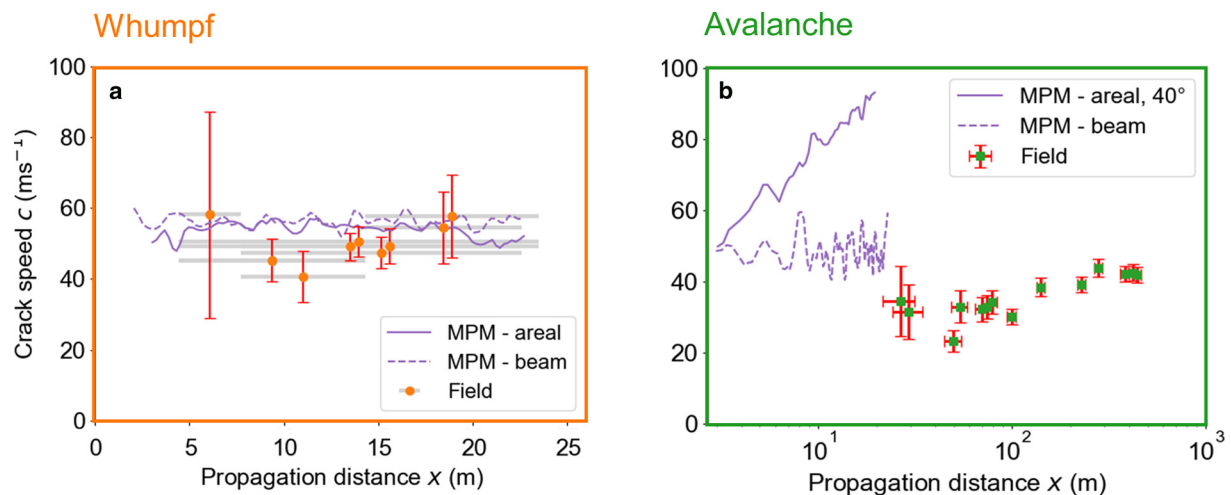 Whumpf
Avalanche
a
100
80
60
40
20
0
0
5
10
15
20
25
Crack speed c (ms⁻¹)
Propagation distance x (m)
MPM - areal
MPM - beam
Field
b
100
80
60
40
20
0
10¹
10²
10³
Propagation distance x (m)
MPM - areal, 40°
MPM - beam
Field